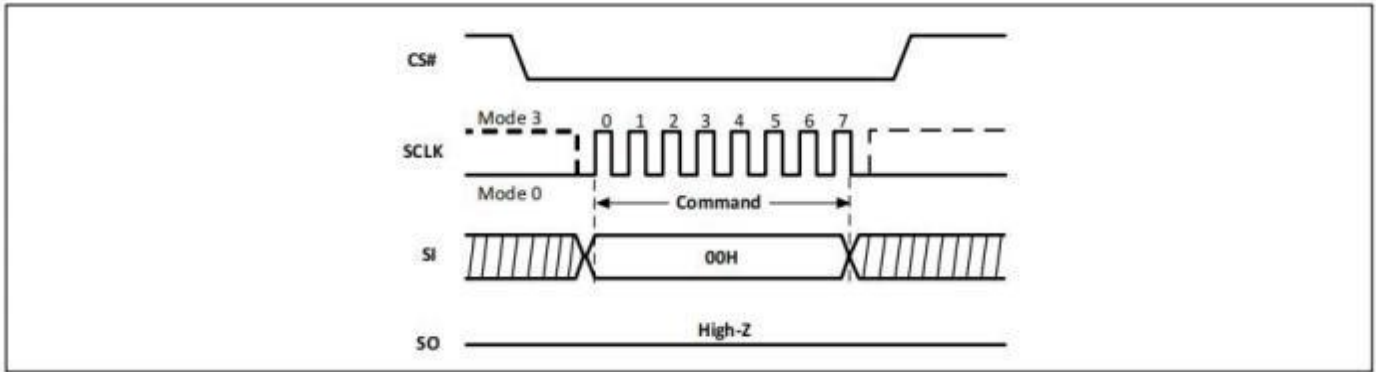 CS#
Mode 3
0 1 2 3 4 5 6 7
SCLK
Mode 0
Command
SI
00H
High-Z
SO